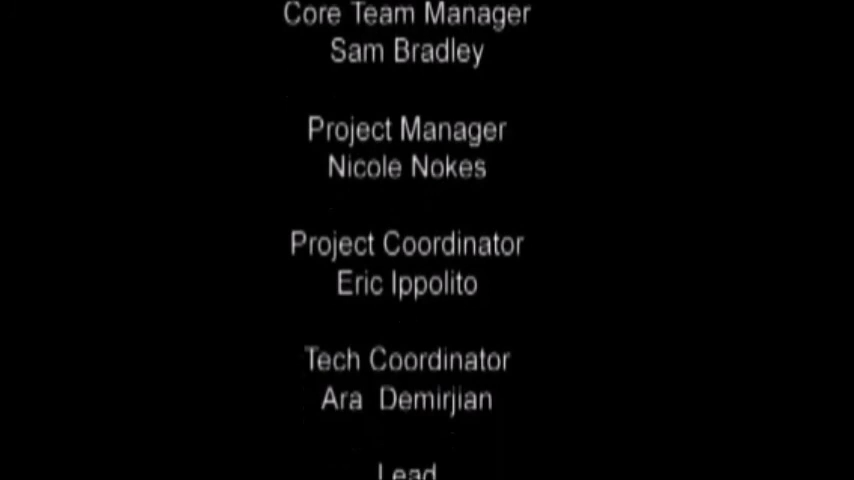 Core Team Manager
Sam Bradley
Project Manager
Nicole Nokes
Project Coordinator
Eric Ippolito
Tech Coordinator
Ara Demirjian
Lead